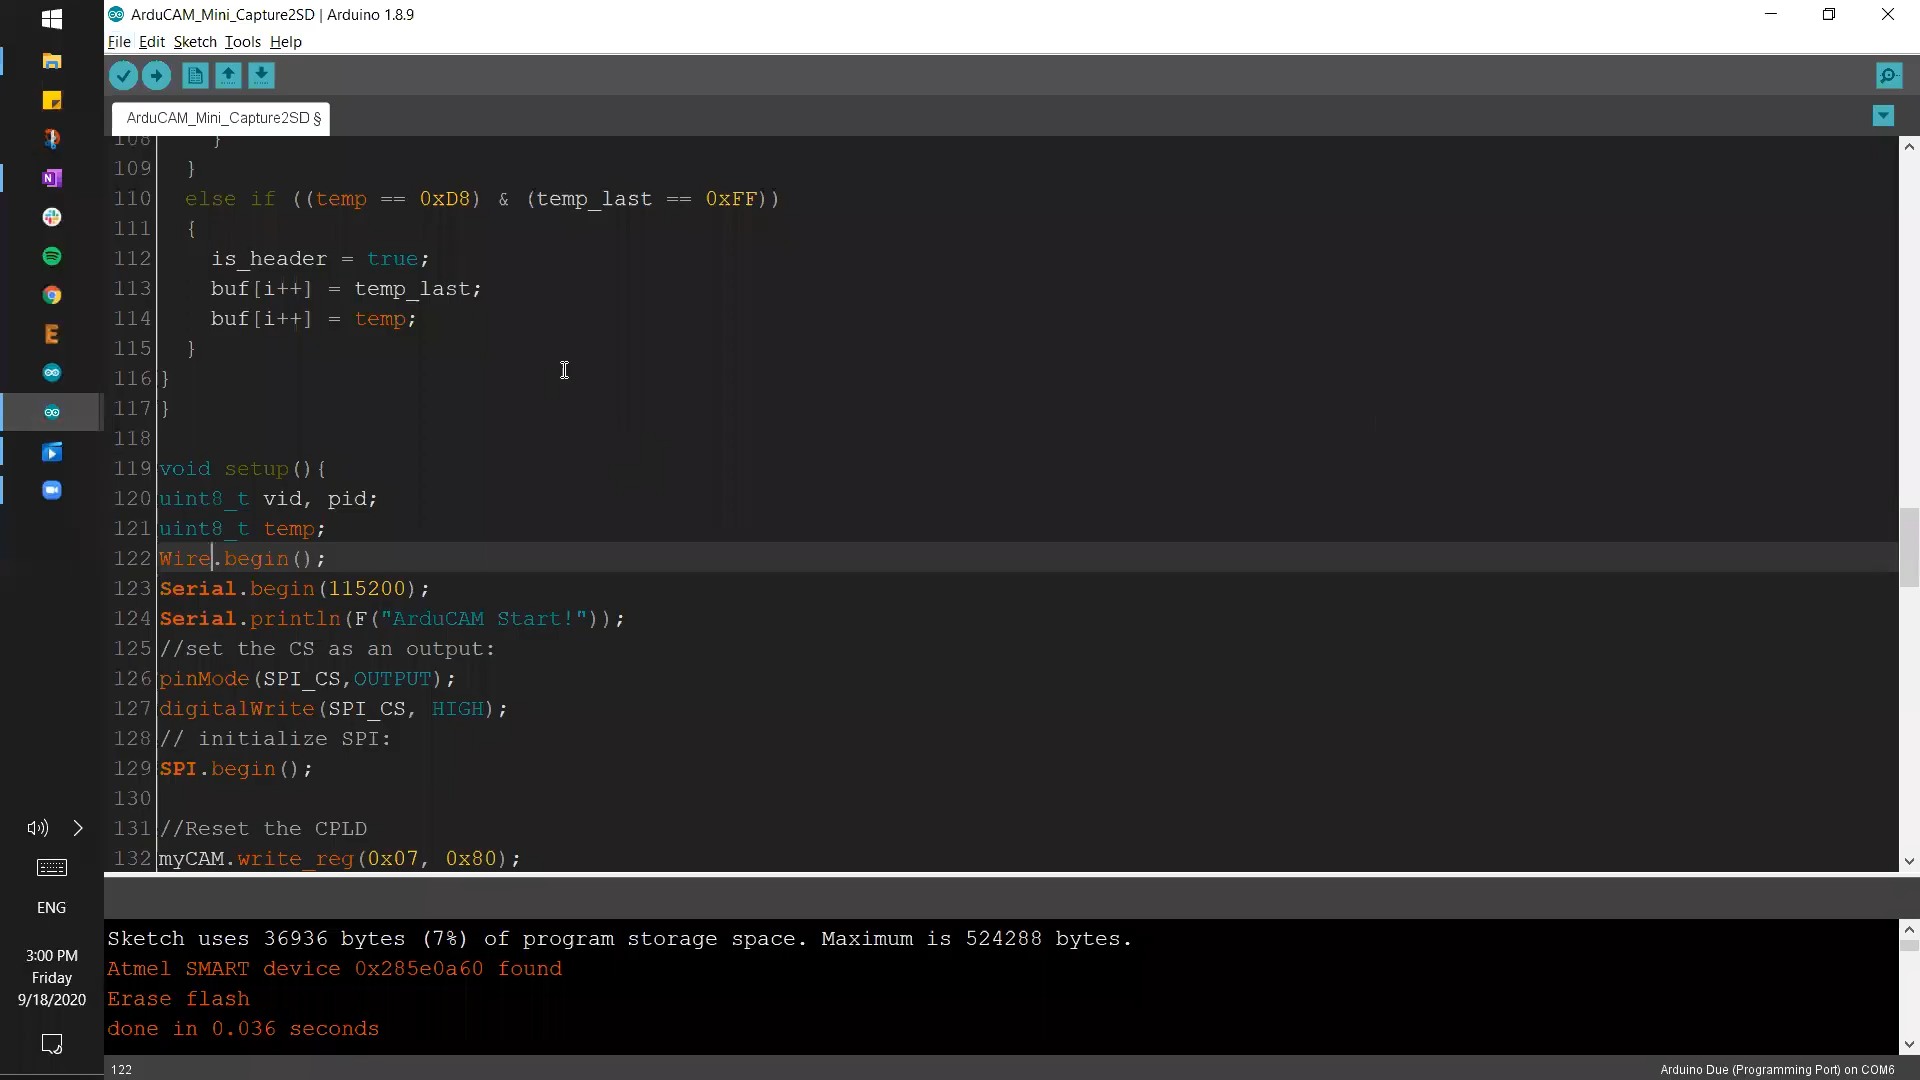 ArduCAM_Mini_Capture2SD | Arduino 1.8.9
File Edit Sketch Tools Help
ArduCAM_Mini_Capture2SD §
108 }
109 }
110 else if ((temp == 0xD8) & (temp_last == 0xFF))
111 {
112 is_header = true;
113 buf[i++] = temp_last;
114 buf[i++] = temp;
115 }
116 }
117 }
118
119 void setup(){
120 uint8_t vid, pid;
121 uint8_t temp;
122 Wire.begin();
123 Serial.begin(115200);
124 Serial.println(F("ArduCAM Start!"));
125 //set the CS as an output:
126 pinMode(SPI_CS,OUTPUT);
127 digitalWrite(SPI_CS, HIGH);
128 // initialize SPI:
129 SPI.begin();
130
131 //Reset the CPLD
132 myCAM.write_reg(0x07, 0x80);
Sketch uses 36936 bytes (7%) of program storage space. Maximum is 524288 bytes.
Atmel SMART device 0x285e0a60 found
Erase flash
done in 0.036 seconds
122
Arduino Due (Programming Port) on COM6
N
E
ENG
3:00 PM
Friday
9/18/2020